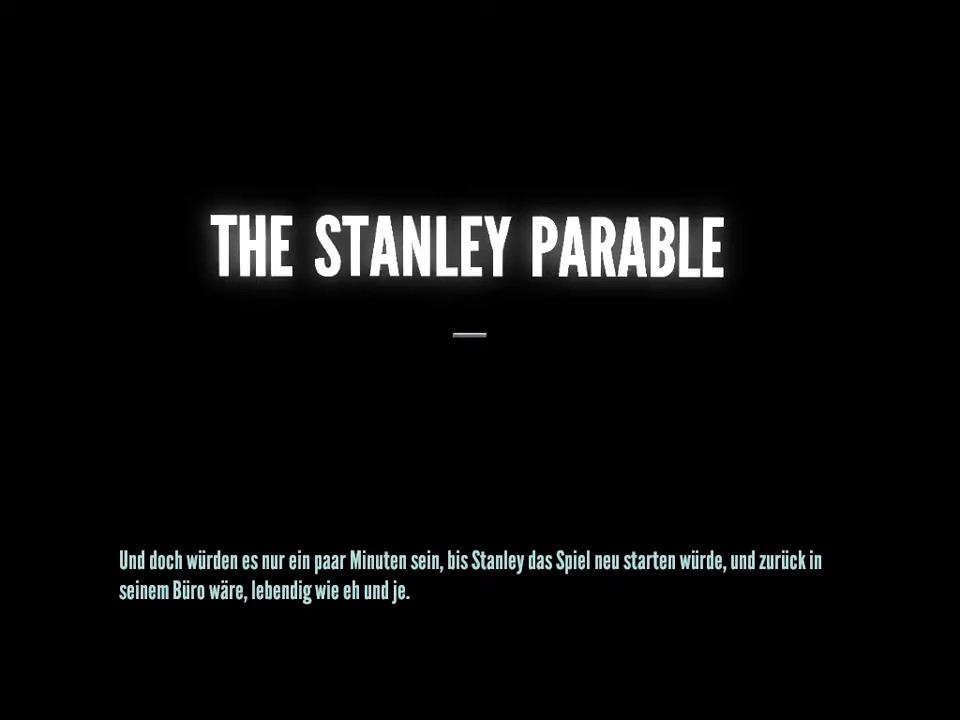 THE STANLEY PARABLE
Und doch würden es nur ein paar Minuten sein, bis Stanley das Spiel neu starten würde, und zurück in
seinem Büro wäre, lebendig wie eh und je.